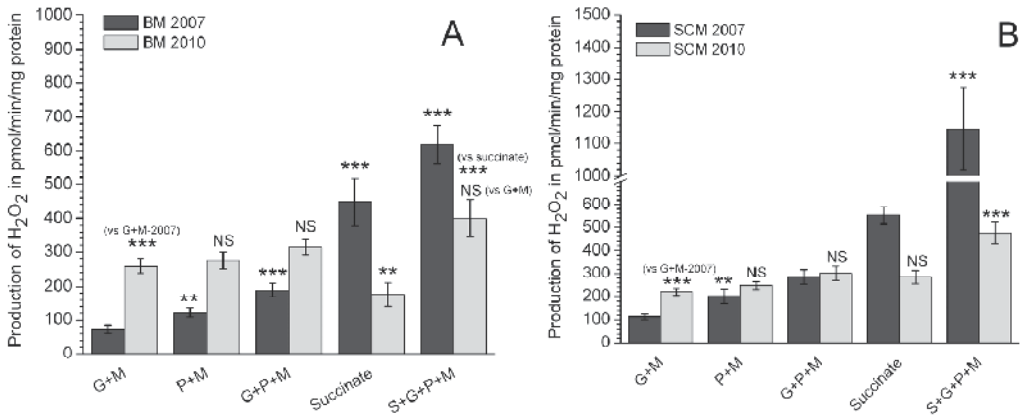 A
BM 2007
BM 2010
Production of H₂O₂ in pmol/min/mg protein
1000
900
800
700
600
500
400
300
200
100
0
(vs G+M-2007)
***
**
NS
***
NS
***
**
***
(vs succinate)
***
NS (vs G+M)
G+M
P+M
G+P+M
Succinate
S+G+P+M
B
SCM 2007
SCM 2010
Production of H₂O₂ in pmol/min/mg protein
1500
1400
1300
1200
1100
1000
600
500
400
300
200
100
0
(vs G+M-2007)
***
**
NS
NS
***
***
G+M
P+M
G+P+M
Succinate
S+G+P+M